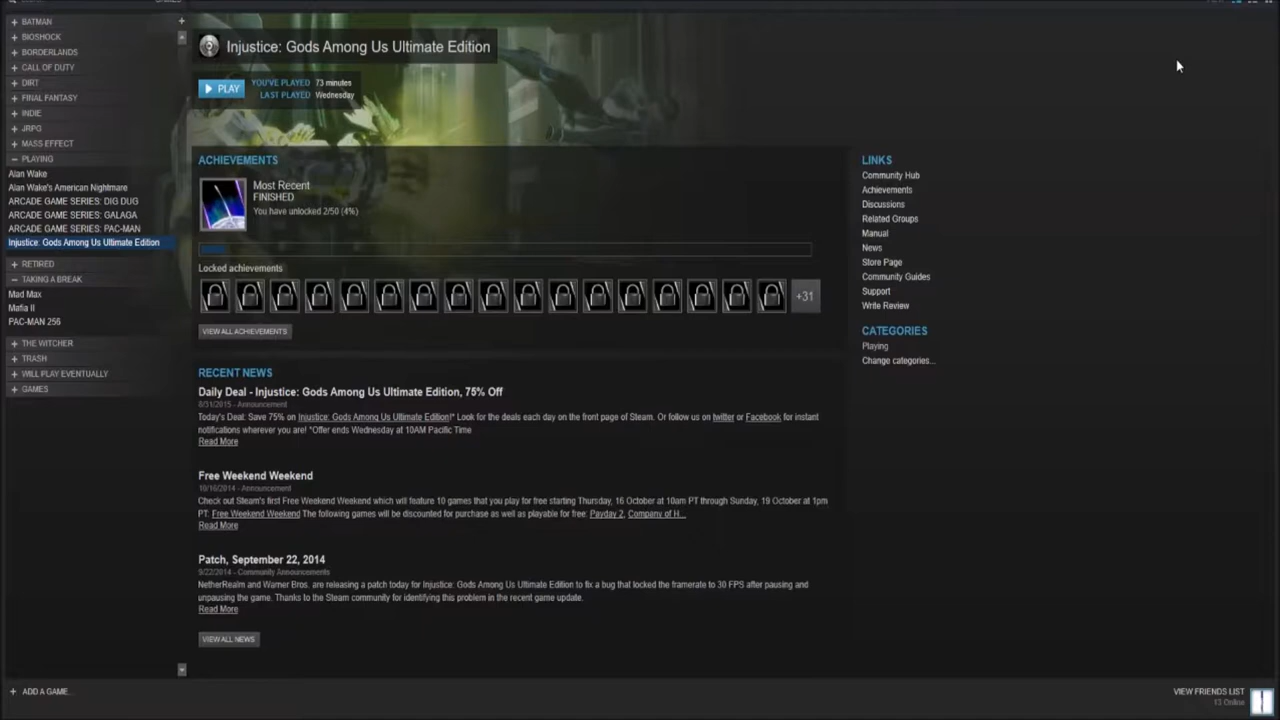 BATMAN
BIOSHOCK
BORDERLANDS
CALL OF DUTY
DIRT
FINAL FANTASY
INDIE
JRPG
MASS EFFECT
PLAYING
Alan Wake
Alan Wake's American Nightmare
ARCADE GAME SERIES: DIG DUG
ARCADE GAME SERIES: GALAGA
ARCADE GAME SERIES: PAC-MAN
Injustice: Gods Among Us Ultimate Edition
RETIRED
TAKING A BREAK
Mad Max
Mafia II
PAC-MAN 256
THE WITCHER
TRASH
WILL PLAY EVENTUALLY
GAMES
ADD A GAME...
Injustice: Gods Among Us Ultimate Edition
PLAY
YOU'VE PLAYED 73 minutes
LAST PLAYED Wednesday
ACHIEVEMENTS
Most Recent
FINISHED
You have unlocked 2/50 (4%)
Locked achievements
+31
VIEW ALL ACHIEVEMENTS
RECENT NEWS
Daily Deal - Injustice: Gods Among Us Ultimate Edition, 75% Off
8/31/2015 - Announcement
Today's Deal: Save 75% on Injustice: Gods Among Us Ultimate Edition!* Look for the deals each day on the front page of Steam. Or follow us on twitter or Facebook for instant
notifications wherever you are! *Offer ends Wednesday at 10AM Pacific Time
Read More
Free Weekend Weekend
10/16/2014 - Announcement
Check out Steam's first Free Weekend Weekend which will feature 10 games that you play for free starting Thursday, 16 October at 10am PT through Sunday, 19 October at 1pm
PT: Free Weekend Weekend The following games will be discounted for purchase as well as playable for free: Payday 2, Company of H...
Read More
Patch, September 22, 2014
9/22/2014 - Community Announcements
NetherRealm and Warner Bros. are releasing a patch today for Injustice: Gods Among Us Ultimate Edition to fix a bug that locked the framerate to 30 FPS after pausing and
unpausing the game. Thanks to the Steam community for identifying this problem in the recent game update.
Read More
VIEW ALL NEWS
LINKS
Community Hub
Achievements
Discussions
Related Groups
Manual
News
Store Page
Community Guides
Support
Write Review
CATEGORIES
Playing
Change categories...
VIEW FRIENDS LIST
13 Online